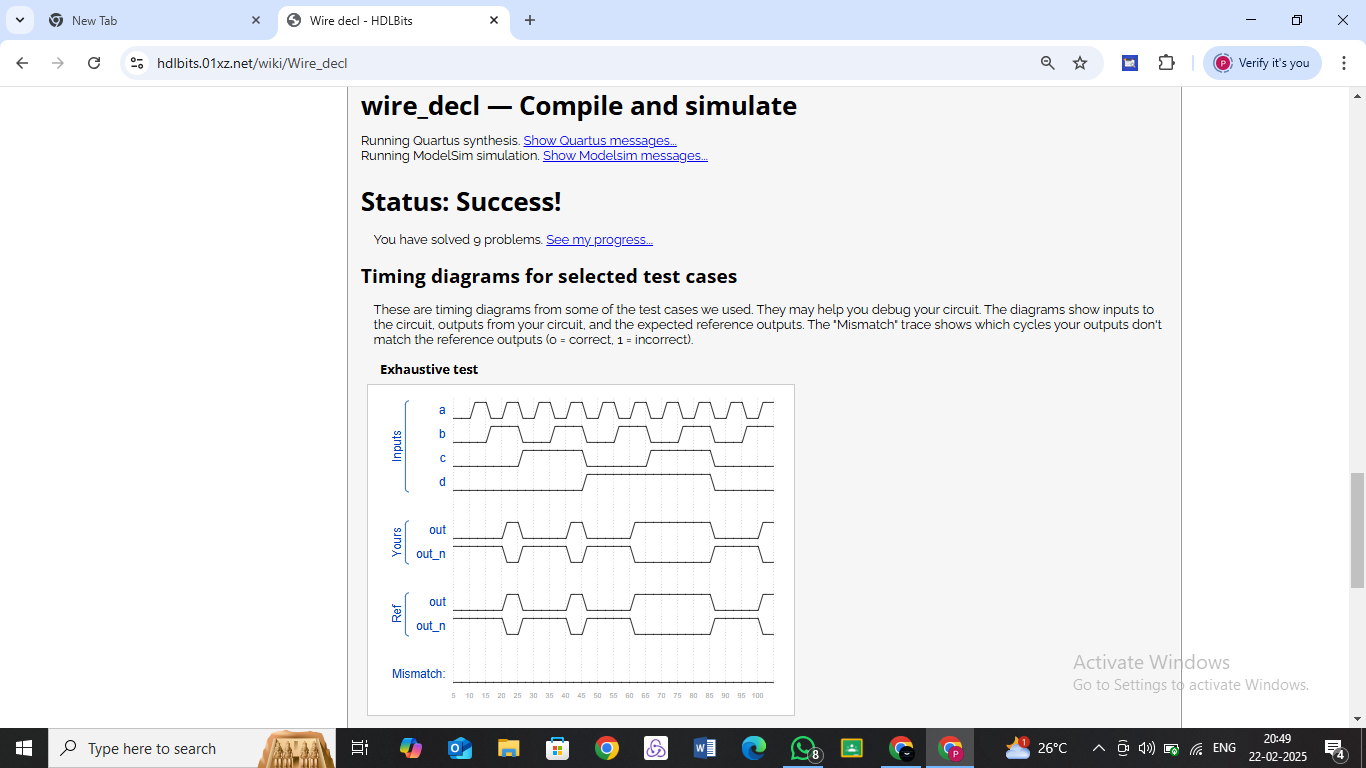 New Tab
Wire decl - HDLBits
hdlbits.01xz.net/wiki/Wire_decl
P
Verify it's you
wire_decl — Compile and simulate
Running Quartus synthesis. Show Quartus messages...
Running ModelSim simulation. Show Modelsim messages...
Status: Success!
You have solved 9 problems. See my progress...
Timing diagrams for selected test cases
These are timing diagrams from some of the test cases we used. They may help you debug your circuit. The diagrams show inputs to
the circuit, outputs from your circuit, and the expected reference outputs. The "Mismatch" trace shows which cycles your outputs don't
match the reference outputs (0 = correct, 1 = incorrect).
Exhaustive test
Inputs
a
b
c
d
Yours
out
out_n
Ref
out
out_n
Mismatch:
5 10 15 20 25 30 35 40 45 50 55 60 65 70 75 80 85 90 95 100
Activate Windows
Go to Settings to activate Windows.
Type here to search
W
8
P
1
26°C
ENG
20:49
22-02-2025
4